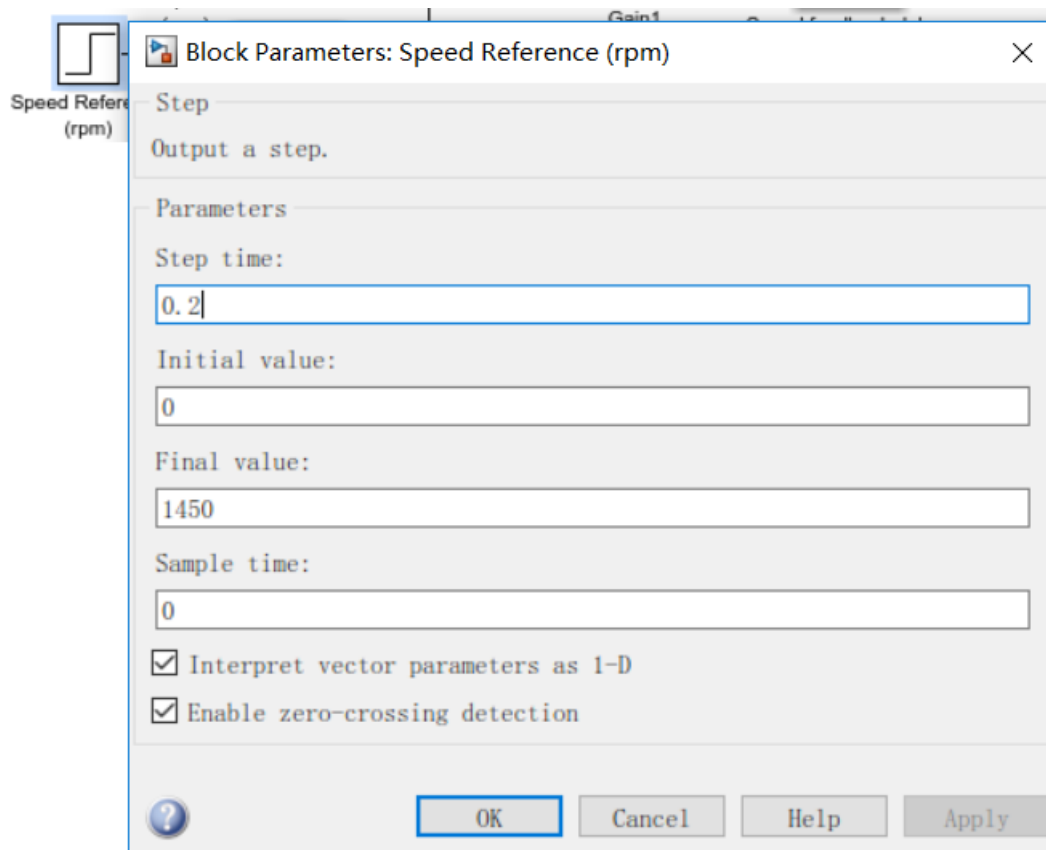 Gain1
Block Parameters: Speed Reference (rpm)
Speed Refere
(rpm)
Step
Output a step.
Parameters
Step time:
0.2
Initial value:
0
Final value:
1450
Sample time:
0
Interpret vector parameters as 1-D
Enable zero-crossing detection
OK
Cancel
Help
Apply